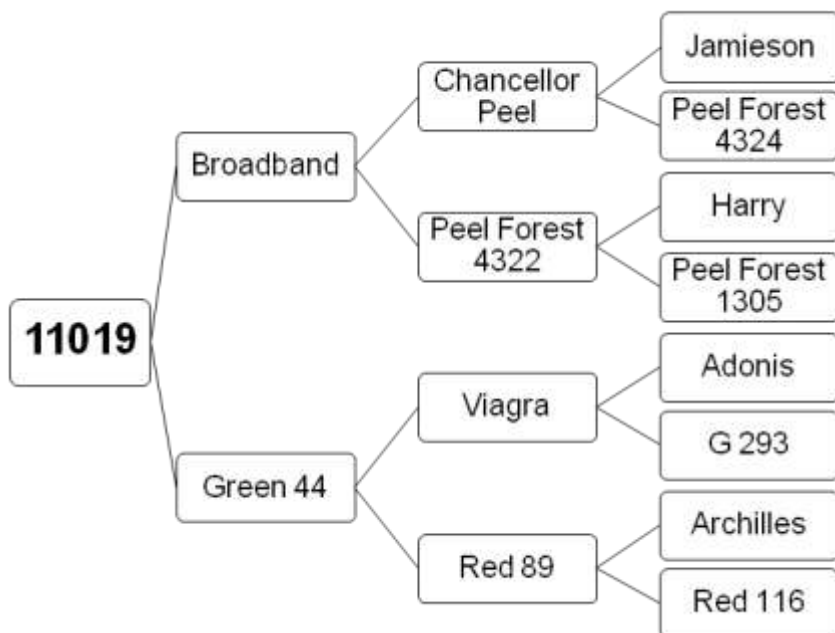 Jamieson
Chancellor
Peel
Peel Forest
4324
Broadband
Harry
Peel Forest
4322
Peel Forest
1305
11019
Adonis
Viagra
G 293
Green 44
Archilles
Red 89
Red 116